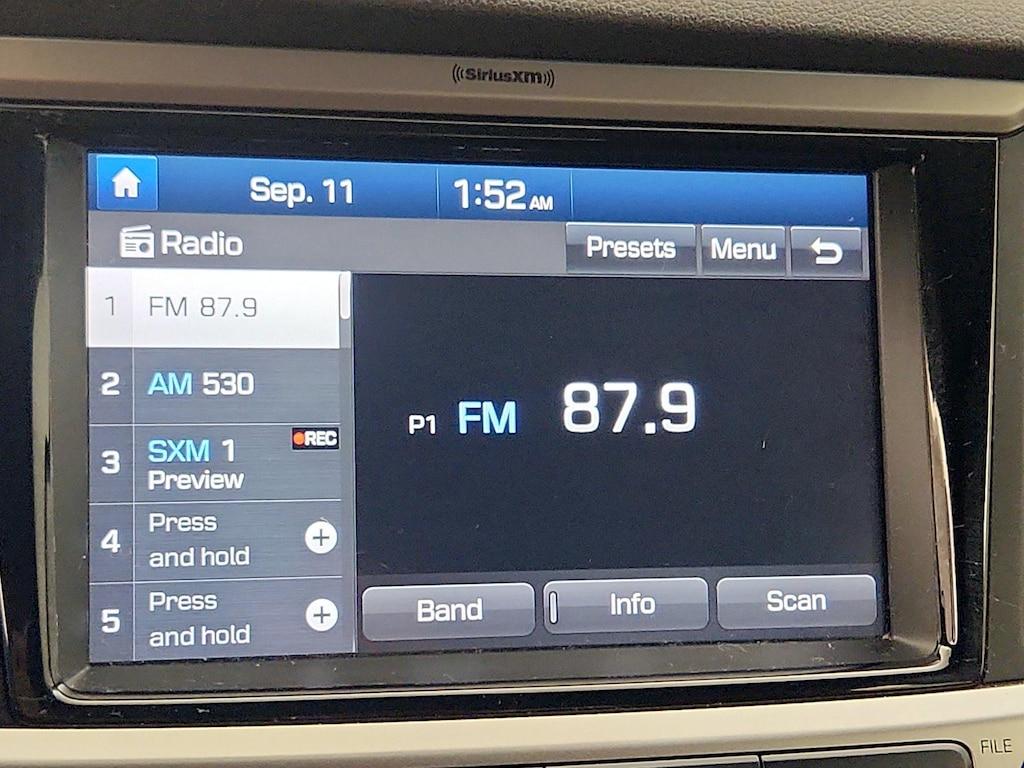 SiriusXM
Sep. 11
1:52 AM
Radio
Presets
Menu
1 FM 87.9
2 AM 530
3 SXM 1 REC
Preview
4 Press
and hold
5 Press
and hold
P1 FM 87.9
Band
Info
Scan
FILE